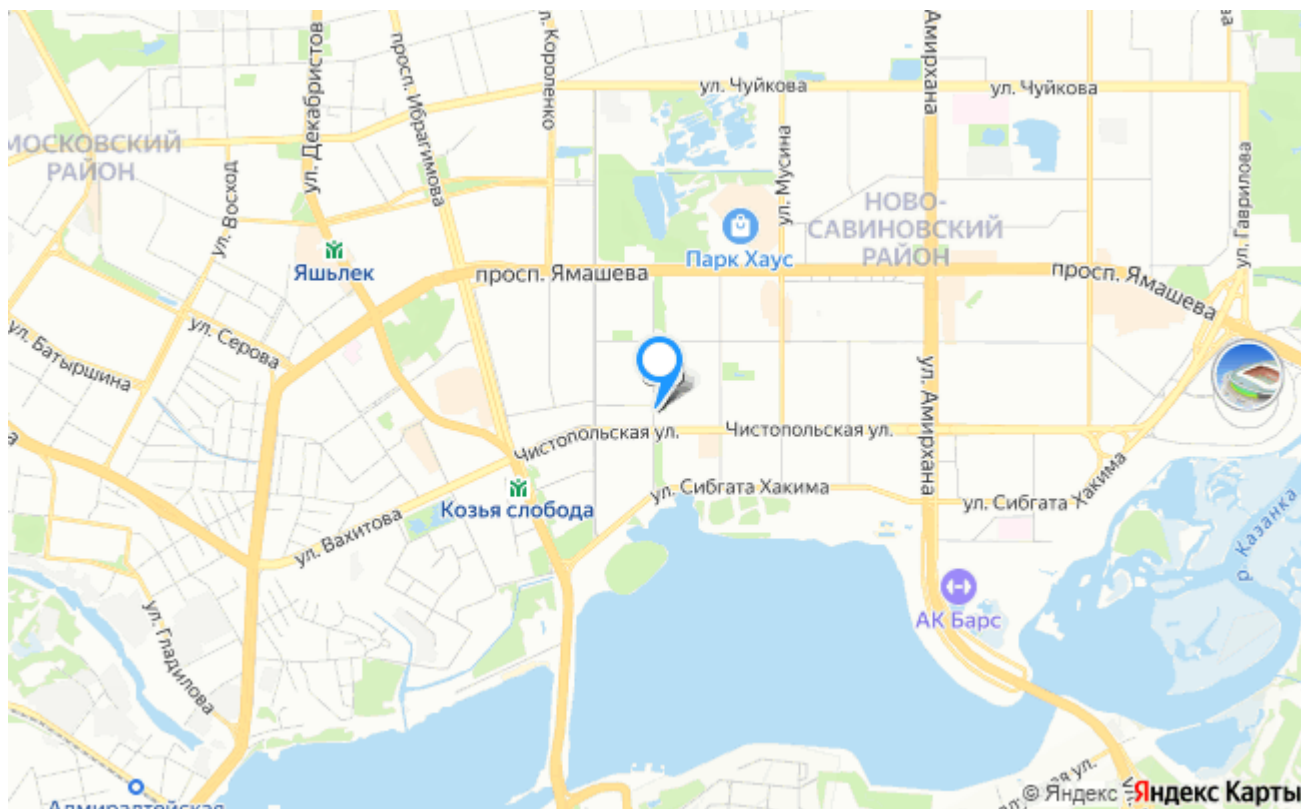 ул. Декабристов
просп. Ибрагимова
ул. Короленко
ул. Чуйкова
Амирхана
ул. Чуйкова
МОСКОВСКИЙ
РАЙОН
ул. Восход
ул. Мусина
НОВО-
САВИНОВСКИЙ
РАЙОН
ул. Гаврилова
Яшьлек
просп. Ямашева
Парк Хаус
просп. Ямашева
ул. Серова
ул. Батыршина
ул. Амирхана
Чистопольская ул.
Чистопольская ул.
Козья слобода
ул. Сибгата Хакима
ул. Сибгата Хакима
ул. Вахитова
р. Казанка
АК Барс
ул. Гладилова
Адмиралтейская
© Яндекс Яндекс Карты